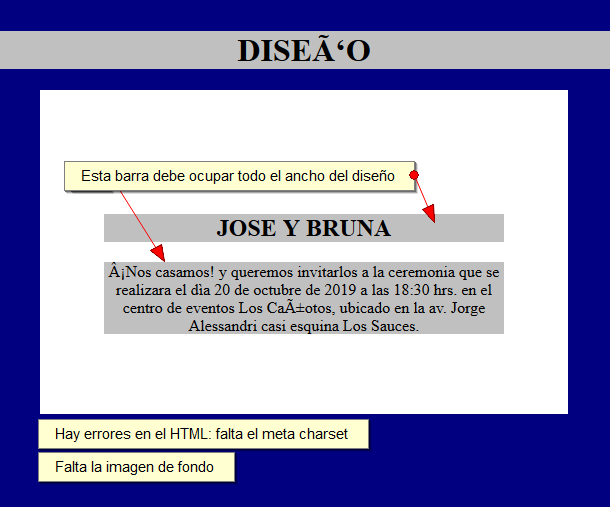 DISEÃ‘O
Esta barra debe ocupar todo el ancho del diseño
JOSE Y BRUNA
Â¡Nos casamos! y queremos invitarlos a la ceremonia que se
realizara el dìa 20 de octubre de 2019 a las 18:30 hrs. en el
centro de eventos Los CaÃ±otos, ubicado en la av. Jorge
Alessandri casi esquina Los Sauces.
Hay errores en el HTML: falta el meta charset
Falta la imagen de fondo